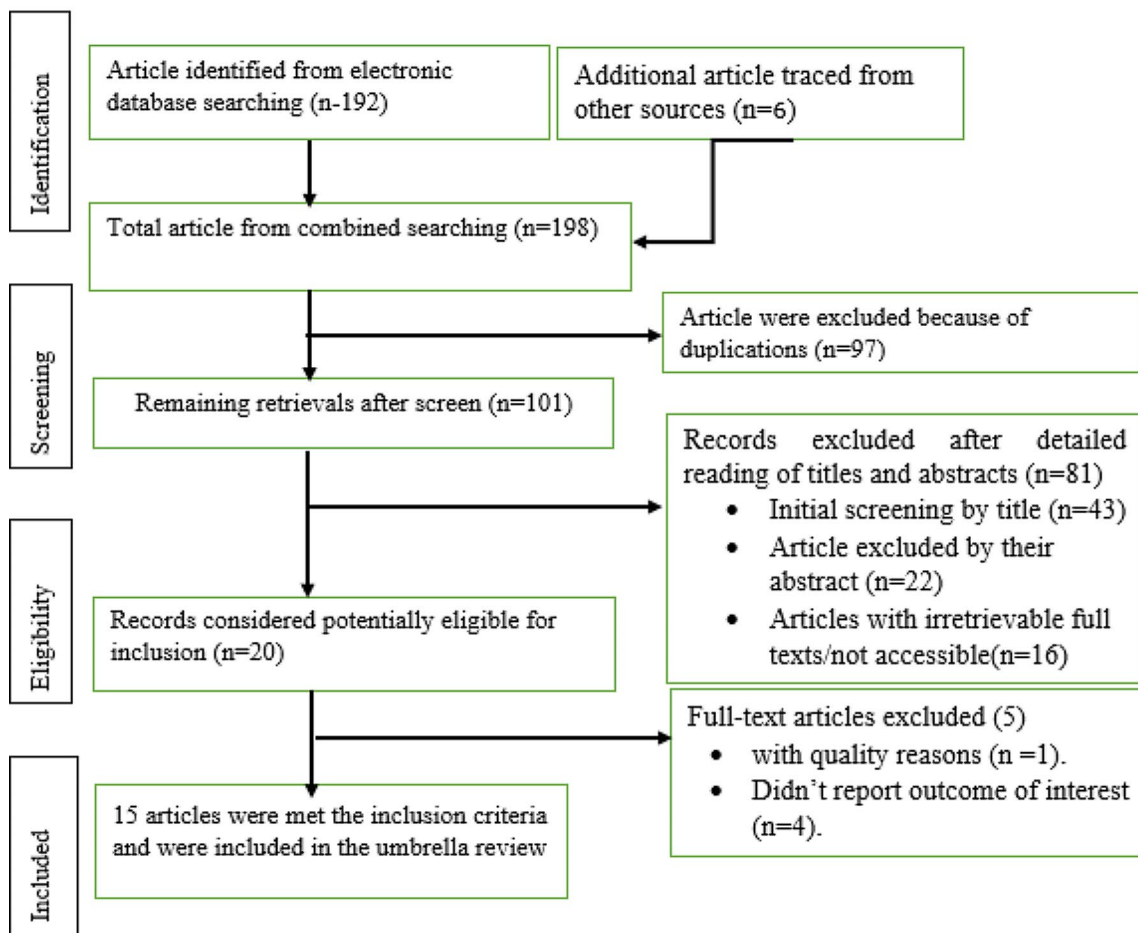 Identification
Article identified from electronic
database searching (n-192)
Additional article traced from
other sources (n=6)
Total article from combined searching (n=198)
Screening
Article were excluded because of
duplications (n=97)
Remaining retrievals after screen (n=101)
Records excluded after detailed
reading of titles and abstracts (n=81)
• Initial screening by title (n=43)
• Article excluded by their
abstract (n=22)
• Articles with irretrievable full
texts/not accessible(n=16)
Eligibility
Records considered potentially eligible for
inclusion (n=20)
Full-text articles excluded (5)
• with quality reasons (n =1).
• Didn’t report outcome of interest
(n=4).
Included
15 articles were met the inclusion criteria
and were included in the umbrella review